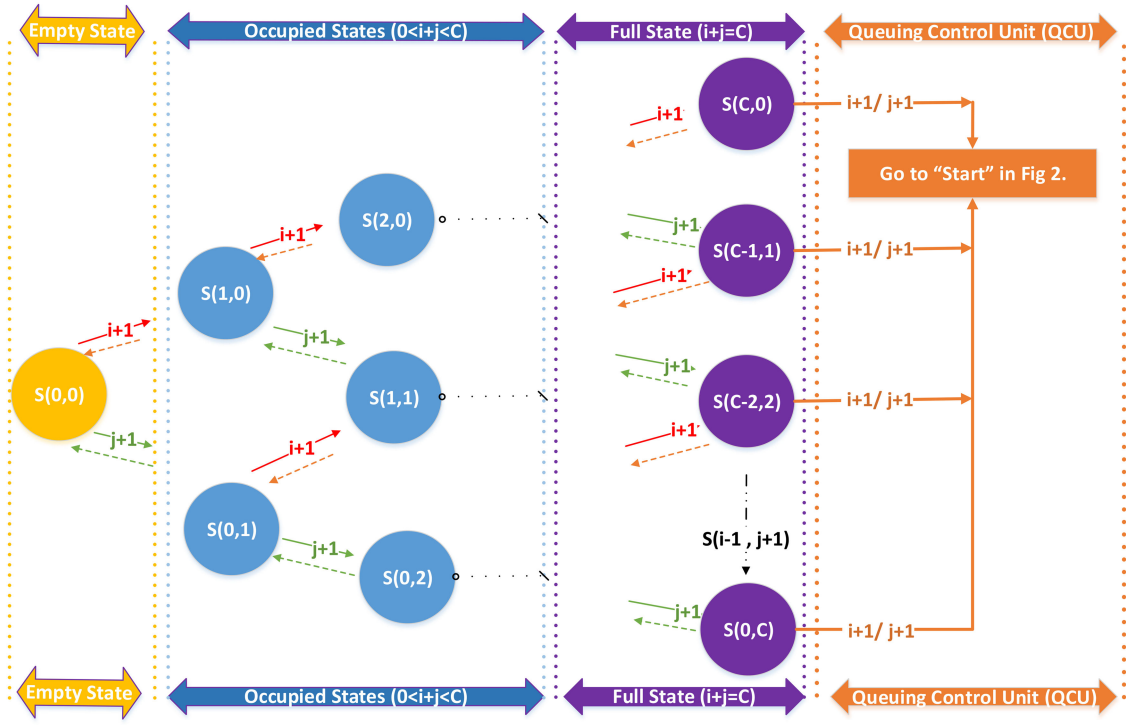 Empty State
Occupied States (0<i+j<C)
Full State (i+j=C)
Queuing Control Unit (QCU)
S(C,0)
i+1
i+1/ j+1
Go to “Start” in Fig 2.
S(2,0)
j+1
S(C-1,1)
i+1/ j+1
i+1
S(1,0)
i+1
i+1
j+1
j+1
S(0,0)
S(1,1)
S(C-2,2)
i+1/ j+1
j+1
i+1
i+1
S(0,1)
j+1
S(0,2)
S(i-1 , j+1)
j+1
S(0,C)
i+1/ j+1
Empty State
Occupied States (0<i+j<C)
Full State (i+j=C)
Queuing Control Unit (QCU)